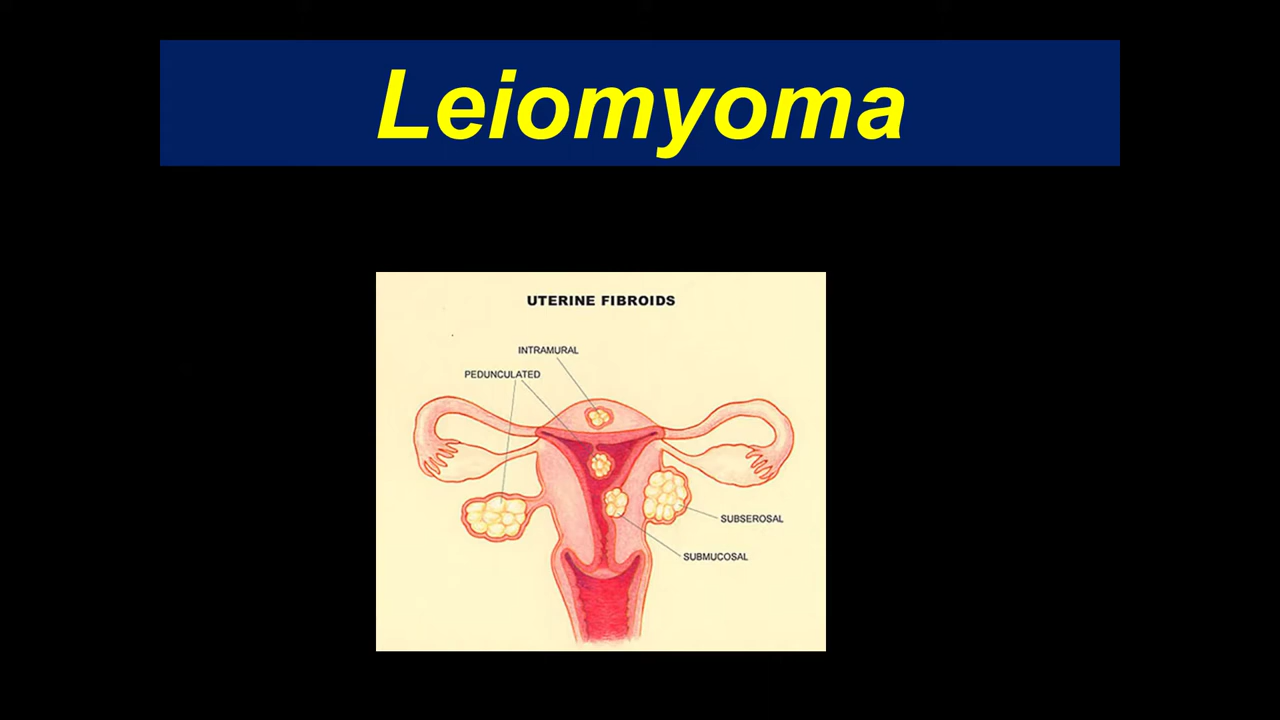 Leiomyoma
UTERINE FIBROIDS
INTRAMURAL
PEDUNCULATED
SUBSEROSAL
SUBMUCOSAL